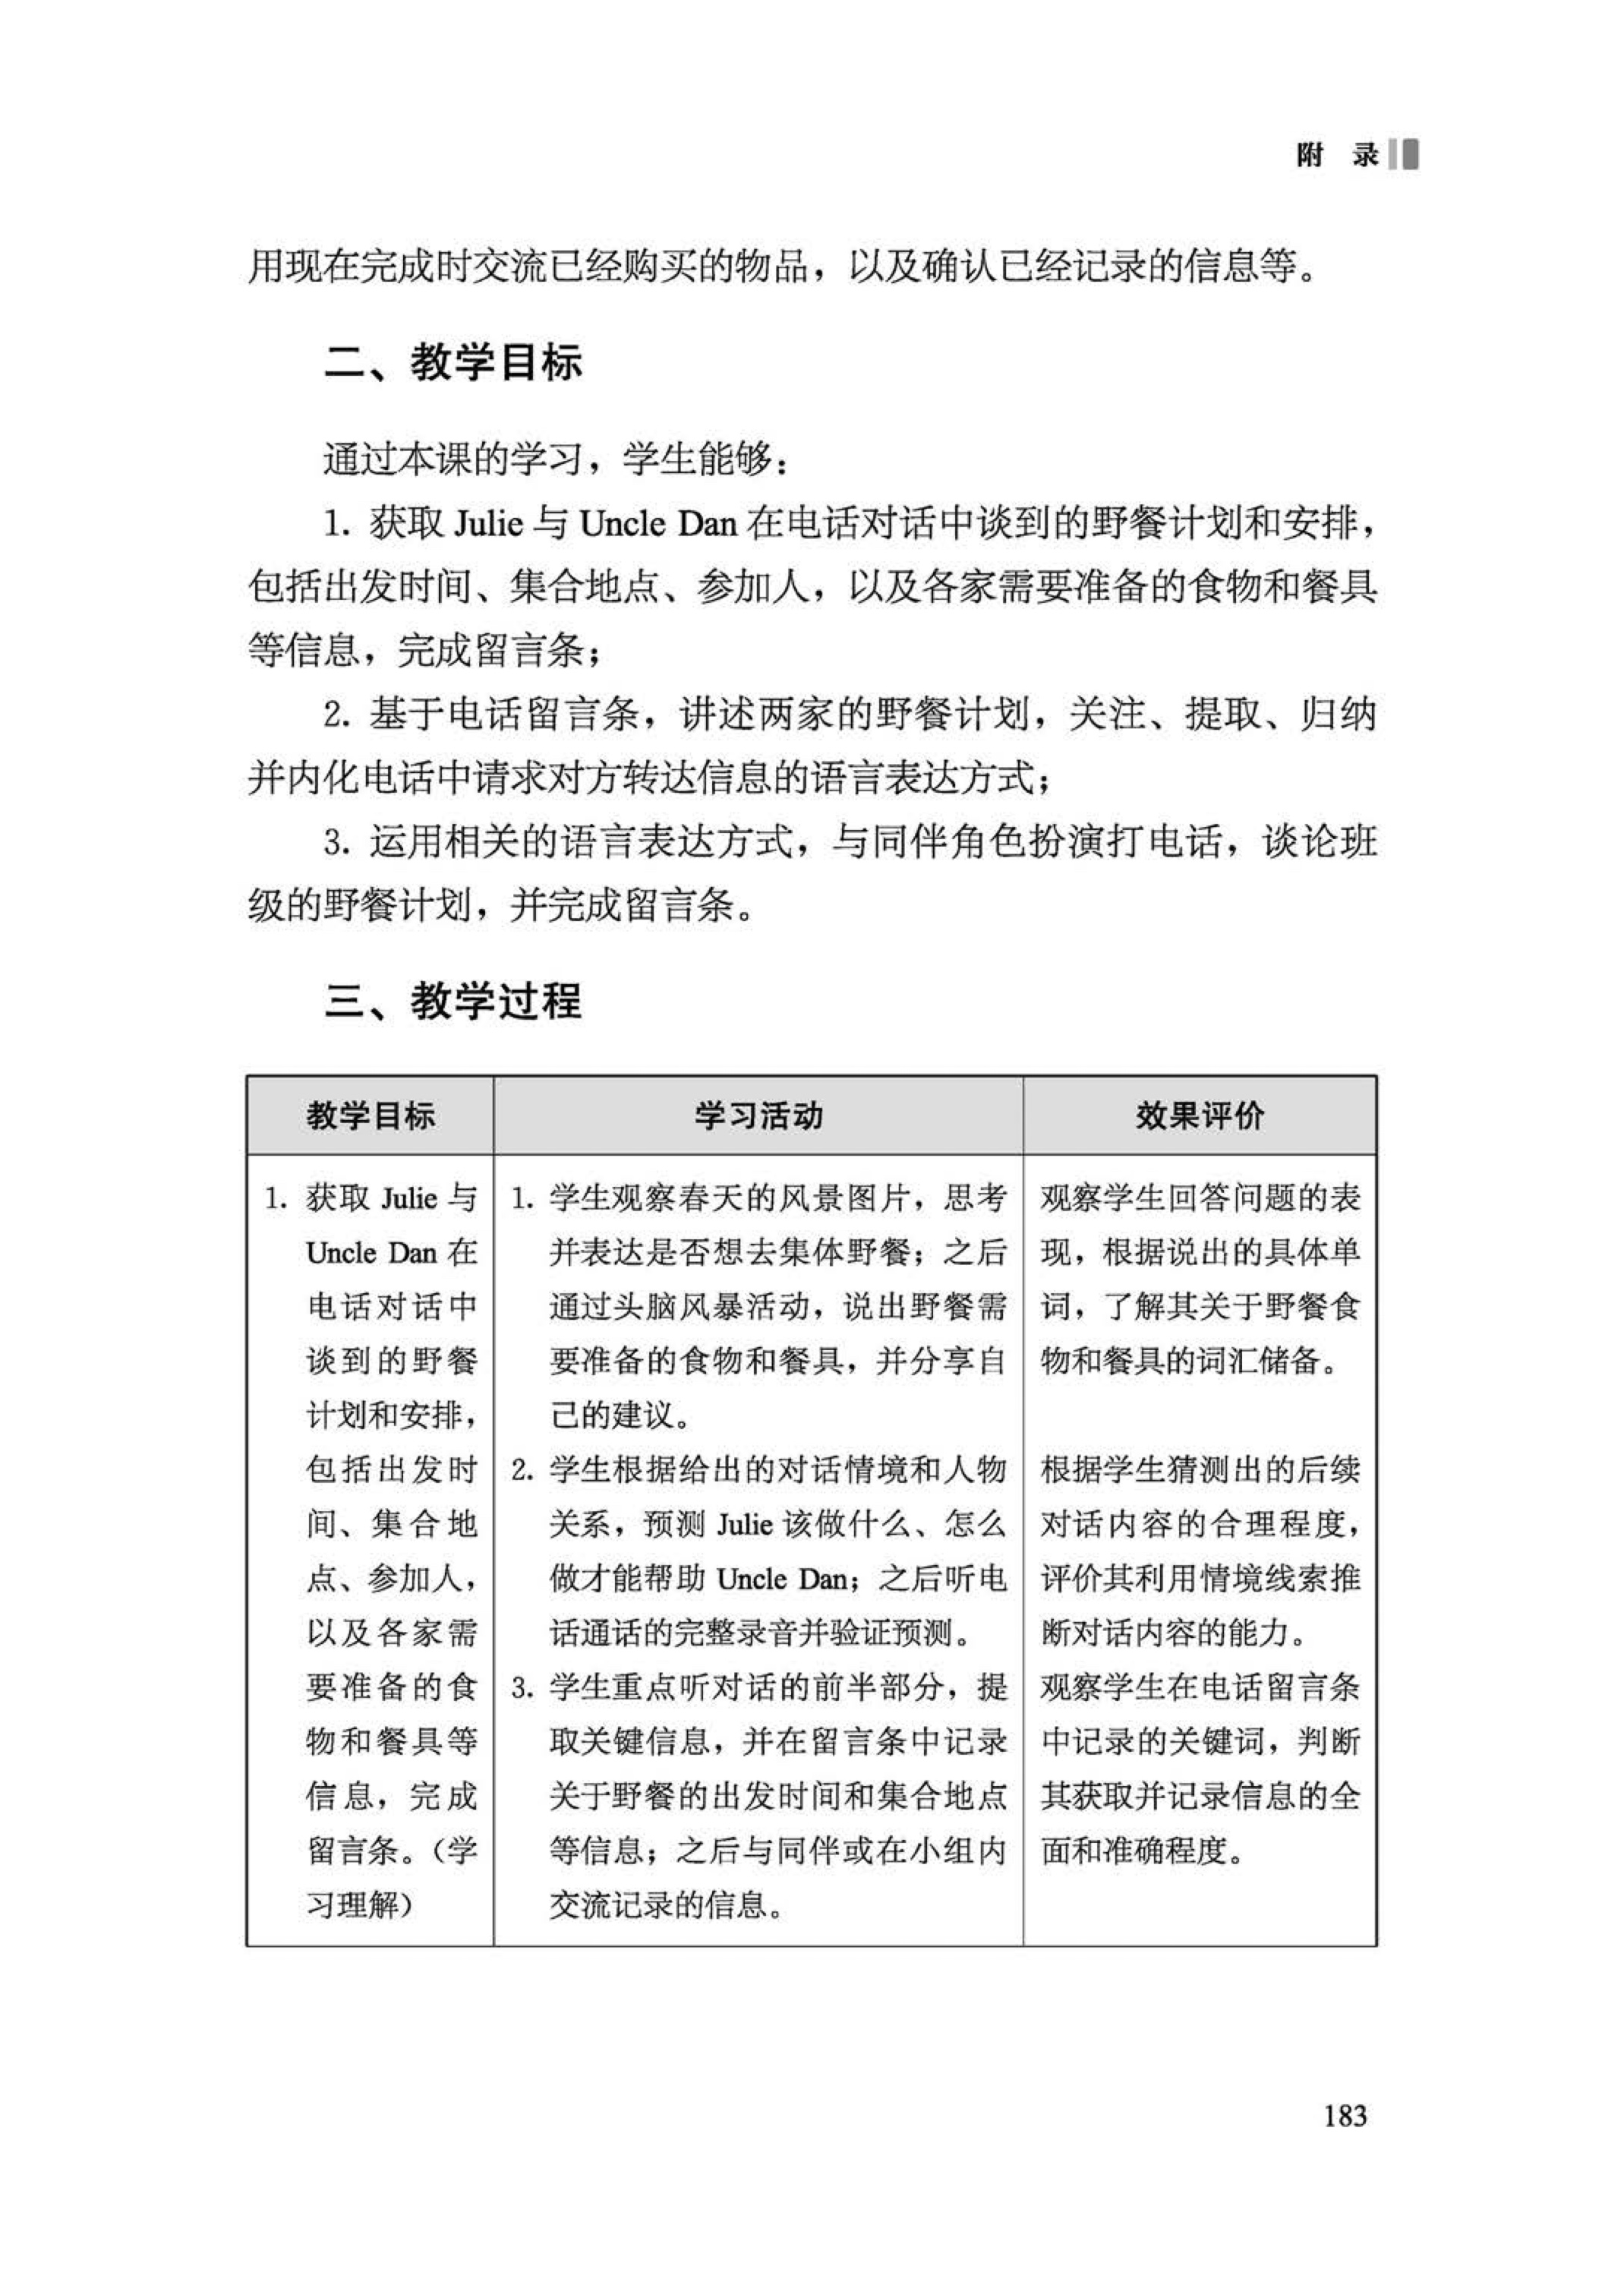 附 录
用现在完成时交流已经购买的物品，以及确认已经记录的信息等。
二、教学目标
通过本课的学习，学生能够：
1. 获取 Julie 与 Uncle Dan 在电话对话中谈到的野餐计划和安排，
包括出发时间、集合地点、参加人，以及各家需要准备的食物和餐具
等信息，完成留言条；
2. 基于电话留言条，讲述两家的野餐计划，关注、提取、归纳
并内化电话中请求对方转达信息的语言表达方式；
3. 运用相关的语言表达方式，与同伴角色扮演打电话，谈论班
级的野餐计划，并完成留言条。
三、教学过程
教学目标
学习活动
效果评价
1. 获取 Julie 与
Uncle Dan 在
电话对话中
谈到的野餐
计划和安排，
包括出发时
间、集合地
点、参加人，
以及各家需
要准备的食
物和餐具等
信息，完成
留言条。（学
习理解）
1. 学生观察春天的风景图片，思考
并表达是否想去集体野餐；之后
通过头脑风暴活动，说出野餐需
要准备的食物和餐具，并分享自
己的建议。
2. 学生根据给出的对话情境和人物
关系，预测 Julie 该做什么、怎么
做才能帮助 Uncle Dan；之后听电
话通话的完整录音并验证预测。
3. 学生重点听对话的前半部分，提
取关键信息，并在留言条中记录
关于野餐的出发时间和集合地点
等信息；之后与同伴或在小组内
交流记录的信息。
观察学生回答问题的表
现，根据说出的具体单
词，了解其关于野餐食
物和餐具的词汇储备。
根据学生猜测出的后续
对话内容的合理程度，
评价其利用情境线索推
断对话内容的能力。
观察学生在电话留言条
中记录的关键词，判断
其获取并记录信息的全
面和准确程度。
183